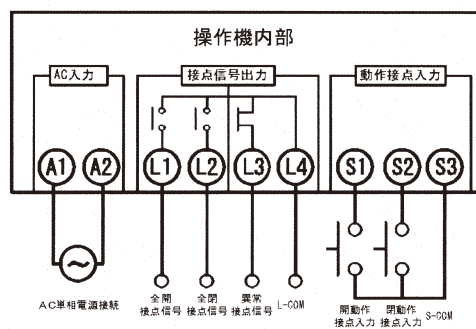 操作機内部
AC入力
接点信号出力
動作接点入力
A1 A2 L1 L2 L3 L4 S1 S2 S3
AC単相電源接続
全開
接点信号
全閉
接点信号
異常
接点信号
L-COM
開動作
接点入力
閉動作
接点入力
S-COM